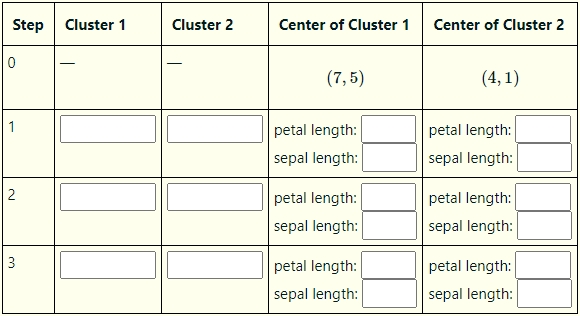 Step Cluster 1 Cluster 2 Center of Cluster 1 Center of Cluster 2
0 — — (7, 5) (4, 1)
1 petal length: petal length:
sepal length: sepal length:
2 petal length: petal length:
sepal length: sepal length:
3 petal length: petal length:
sepal length: sepal length: